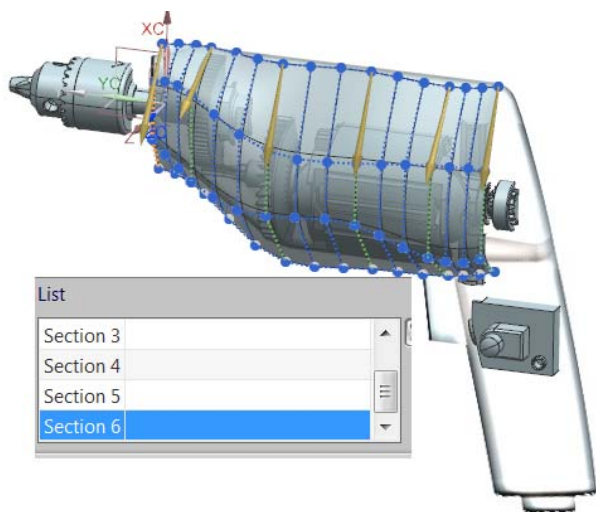 XC
YC
List
Section 3
Section 4
Section 5
Section 6